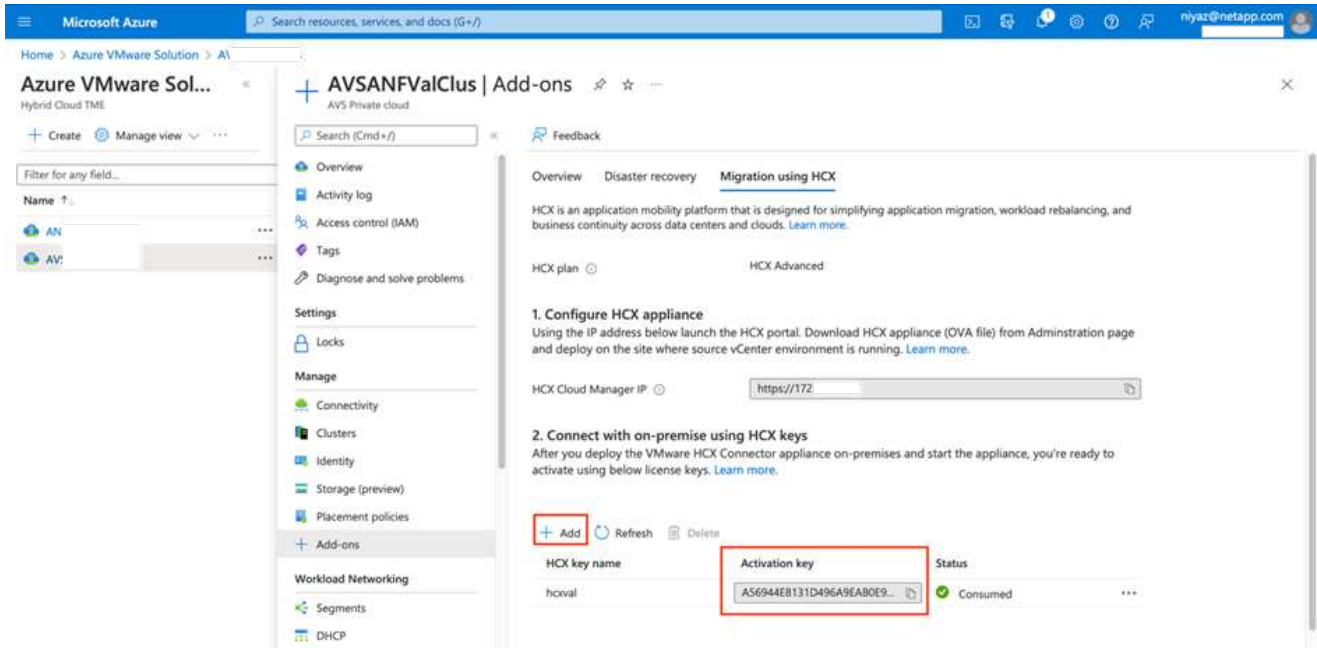 Microsoft Azure
Search resources, services, and docs (G+/)
1
niyaz@netapp.com
Home > Azure VMware Solution > AV
Azure VMware Sol...
Hybrid Cloud TME
+ Create
Manage view
...
Filter for any field...
Name ↑↓
AN
...
AVS
...
AVSANFValClus | Add-ons
...
AVS Private cloud
Search (Cmd+/)
Overview
Activity log
Access control (IAM)
Tags
Diagnose and solve problems
Settings
Locks
Manage
Connectivity
Clusters
Identity
Storage (preview)
Placement policies
+ Add-ons
Workload Networking
Segments
DHCP
Feedback
Overview Disaster recovery Migration using HCX
HCX is an application mobility platform that is designed for simplifying application migration, workload rebalancing, and
business continuity across data centers and clouds. Learn more.
HCX plan
HCX Advanced
1. Configure HCX appliance
Using the IP address below launch the HCX portal. Download HCX appliance (OVA file) from Adminstration page
and deploy on the site where source vCenter environment is running. Learn more.
HCX Cloud Manager IP
https://172
2. Connect with on-premise using HCX keys
After you deploy the VMware HCX Connector appliance on-premises and start the appliance, you're ready to
activate using below license keys. Learn more.
+ Add Refresh Delete
HCX key name Activation key Status
hcxval A56944E8131D496A9EAB0E9... Consumed ...